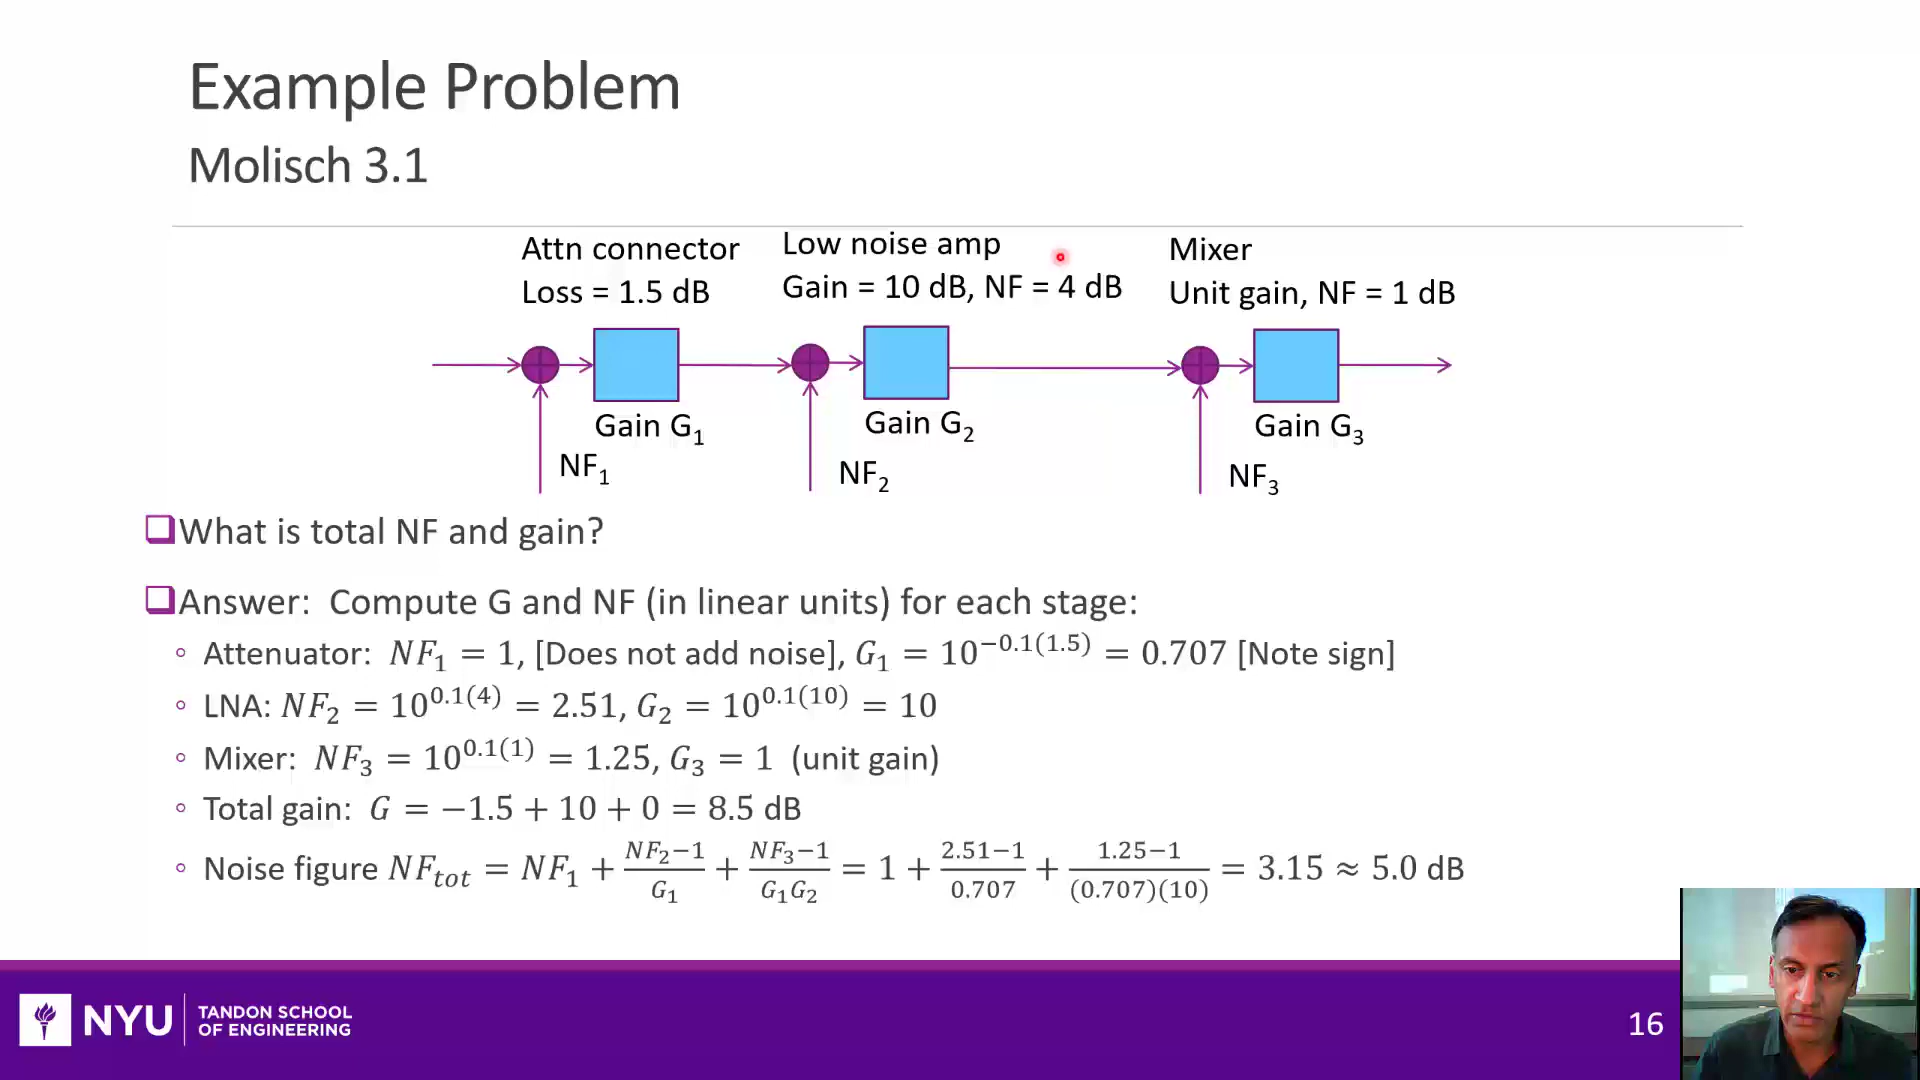 Example Problem
Molisch 3.1
Attn connector
Loss = 1.5 dB
Low noise amp
Gain = 10 dB, NF = 4 dB
Mixer
Unit gain, NF = 1 dB
Gain G₁
Gain G₂
Gain G₃
NF₁
NF₂
NF₃
❑What is total NF and gain?
❑Answer: Compute G and NF (in linear units) for each stage:
◦ Attenuator: NF₁ = 1, [Does not add noise], G₁ = 10^{−0.1(1.5)} = 0.707 [Note sign]
◦ LNA: NF₂ = 10^{0.1(4)} = 2.51, G₂ = 10^{0.1(10)} = 10
◦ Mixer: NF₃ = 10^{0.1(1)} = 1.25, G₃ = 1 (unit gain)
◦ Total gain: G = −1.5 + 10 + 0 = 8.5 dB
◦ Noise figure NF_{tot} = NF₁ + \frac{NF₂−1}{G₁} + \frac{NF₃−1}{G₁G₂} = 1 + \frac{2.51−1}{0.707} + \frac{1.25−1}{(0.707)(10)} = 3.15 ≈ 5.0 dB
NYU
TANDON SCHOOL
OF ENGINEERING
16